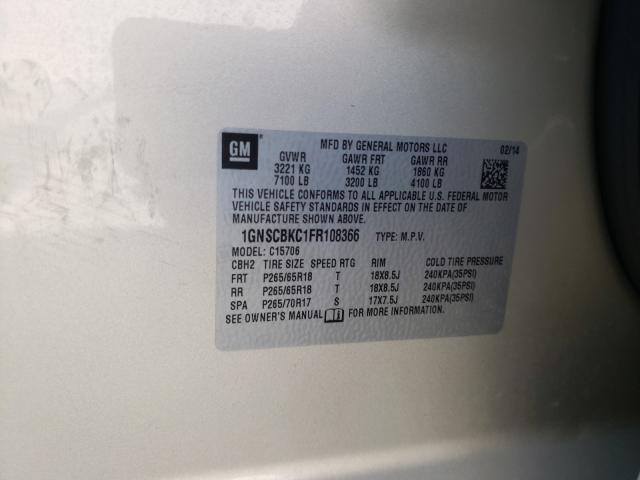 GM
MFD BY GENERAL MOTORS LLC 02/14
GVWR GAWR FRT GAWR RR
3221 KG 1452 KG 1860 KG
7100 LB 3200 LB 4100 LB
THIS VEHICLE CONFORMS TO ALL APPLICABLE U.S. FEDERAL MOTOR
VEHICLE SAFETY STANDARDS IN EFFECT ON THE DATE OF
MANUFACTURE SHOWN ABOVE.
1GNSCBKC1FR108366 TYPE: M.P.V.
MODEL: C15706
CBH2 TIRE SIZE SPEED RTG RIM COLD TIRE PRESSURE
FRT P265/65R18 T 18X8.5J 240KPA(35PSI)
RR P265/65R18 T 18X8.5J 240KPA(35PSI)
SPA P265/70R17 S 17X7.5J 240KPA(35PSI)
SEE OWNER'S MANUAL FOR MORE INFORMATION.